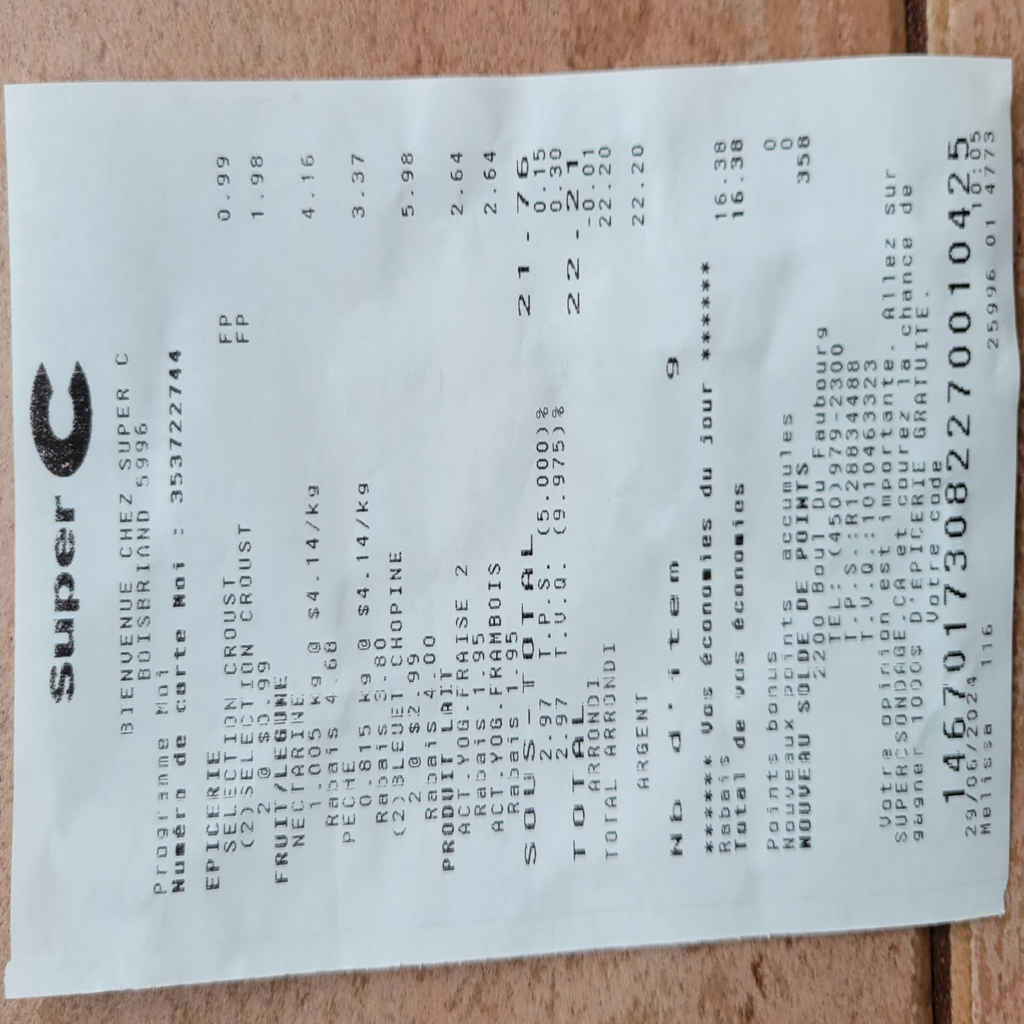 Super C
BIENVENUE CHEZ SUPER C
BOISBRIAND 5996
Programme Moi
Numéro de carte Moi : 353722744
EPICERIE
SELECTION CROUST FP 0.99
(2)SELECTION CROUST FP 1.98
2 @ $0.99
FRUIT/LEGUME
NECTARINE 4.16
1.005 kg @ $4.14/kg
Rabais 4.68
PECHE 3.37
0.815 kg @ $4.14/kg
Rabais 3.80
(2)BLEUET CHOPINE 5.98
2 @ $2.99
Rabais 4.00
PRODUIT LAIT
ACT.YOG.FRAISE 2 2.64
Rabais 1.95
ACT.YOG.FRAMBOIS 2.64
Rabais 1.95
SOUS-TOTAL 21.76
2.97 T.P.S. (5.000)% 0.15
2.97 T.V.Q. (9.975)% 0.30
TOTAL 22.21
ARRONDI -0.01
TOTAL ARRONDI 22.20
ARGENT 22.20
Nb d'item 9
****** Vos économies du jour ******
Rabais 16.38
Total de vos économies 16.38
Points bonus 0
Nouveaux points accumules 0
NOUVEAU SOLDE DE POINTS 358
2200 Boul Du Faubourg
TEL: (450)979-2300
T.P.S.:R128834488
T.V.Q.:1010463323
Votre opinion est importante. Allez sur
SUPERCSONDAGE.CA et courez la chance de
gagner 1000$ D'EPICERIE GRATUITE.
Votre code
14670173082270010425
29/06/2024 10:05
Melissa 116 25996 01 4773